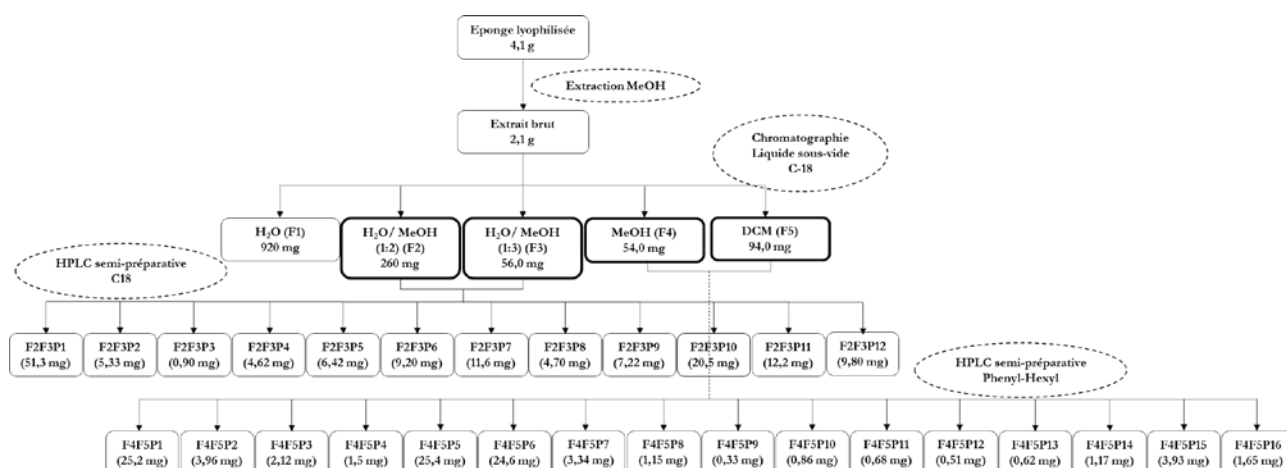 Eponge lyophilisée
4,1 g
Extraction MeOH
Extrait brut
2,1 g
Chromatographie
Liquide sous-vide
C-18
H₂O (F1)
920 mg
H₂O/ MeOH
(1:2) (F2)
260 mg
H₂O/ MeOH
(1:3) (F3)
56,0 mg
MeOH (F4)
54,0 mg
DCM (F5)
94,0 mg
HPLC semi-préparative
C18
F2F3P1
(51,3 mg)
F2F3P2
(5,33 mg)
F2F3P3
(0,90 mg)
F2F3P4
(4,62 mg)
F2F3P5
(6,42 mg)
F2F3P6
(9,20 mg)
F2F3P7
(11,6 mg)
F2F3P8
(4,70 mg)
F2F3P9
(7,22 mg)
F2F3P10
(20,5 mg)
F2F3P11
(12,2 mg)
F2F3P12
(9,80 mg)
HPLC semi-préparative
Phenyl-Hexyl
F4F5P1
(25,2 mg)
F4F5P2
(3,96 mg)
F4F5P3
(2,12 mg)
F4F5P4
(1,5 mg)
F4F5P5
(25,4 mg)
F4F5P6
(24,6 mg)
F4F5P7
(3,34 mg)
F4F5P8
(1,15 mg)
F4F5P9
(0,33 mg)
F4F5P10
(0,86 mg)
F4F5P11
(0,68 mg)
F4F5P12
(0,51 mg)
F4F5P13
(0,62 mg)
F4F5P14
(1,17 mg)
F4F5P15
(3,93 mg)
F4F5P16
(1,65 mg)